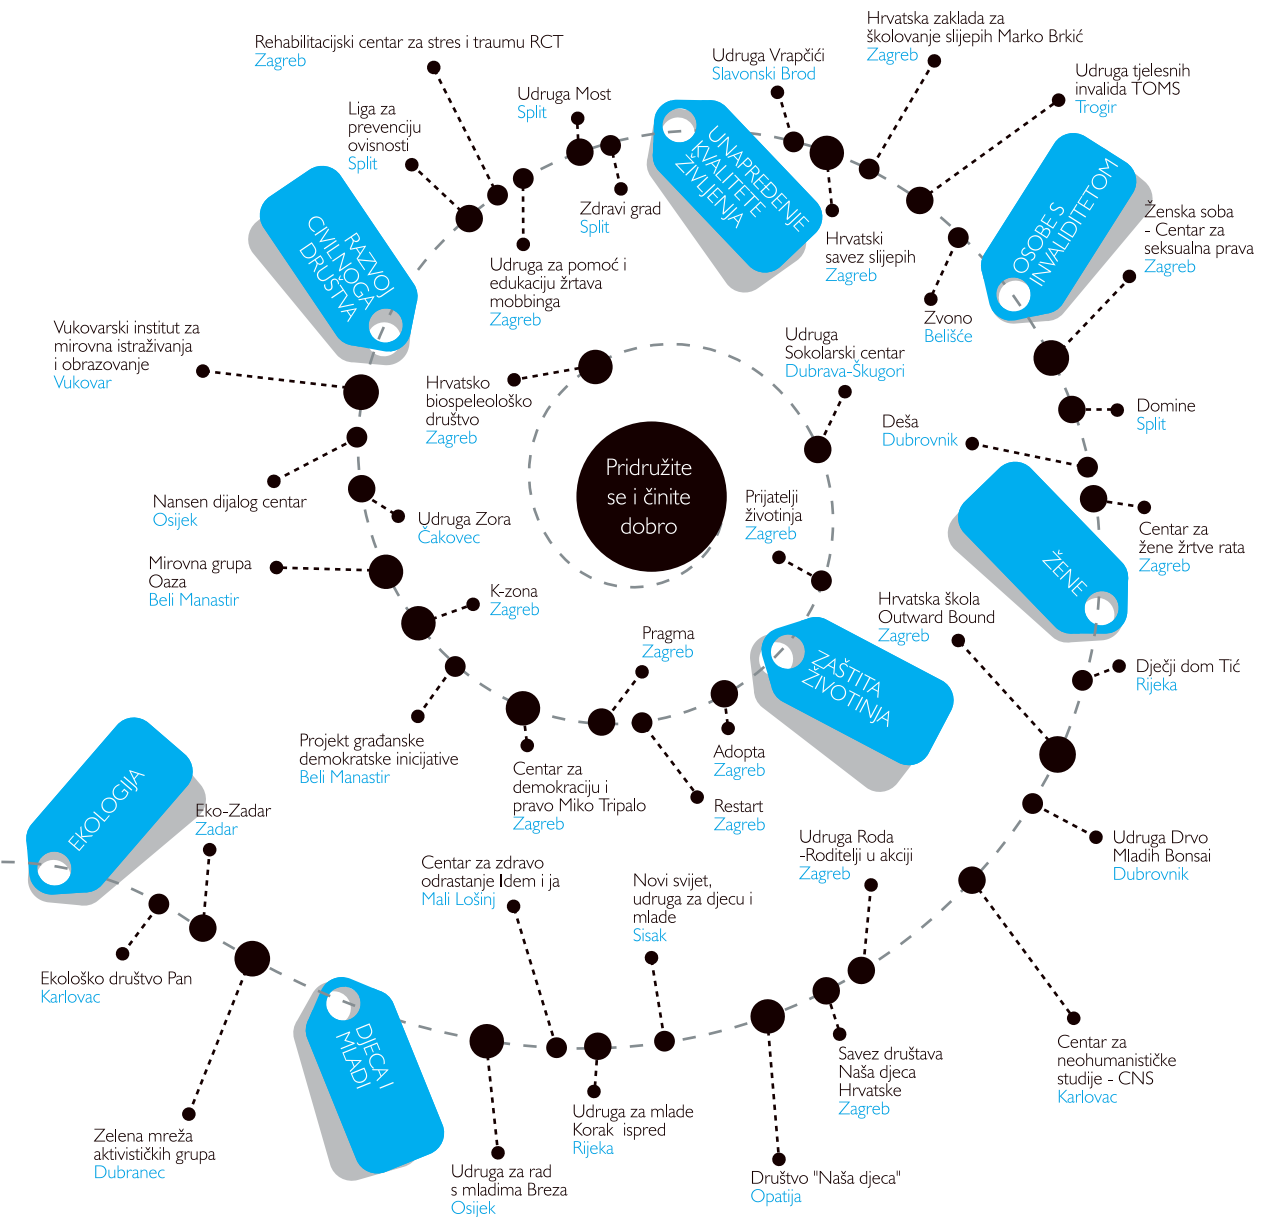 Rehabilitacijski centar za stres i traumu RCT
Zagreb
Liga za
prevenciju
ovisnosti
Split
Udruga Most
Split
Zdravi grad
Split
Udruga za pomoć i
edukaciju žrtava
mobbinga
Zagreb
Udruga Vrapčići
Slavonski Brod
Hrvatska zaklada za
školovanje slijepih Marko Brkić
Zagreb
Udruga tjelesnih
invalida TOMS
Trogir
UNAPREĐENJE
KVALITETE
ŽIVLJENJA
Hrvatski
savez slijepih
Zagreb
Zvono
Belišće
OSOBE S
INVALIDITETOM
Ženska soba
- Centar za
seksualna prava
Zagreb
RAZVOJ
CIVILNOGA
DRUSTVA
Vukovarski institut za
mirovna istraživanja
i obrazovanje
Vukovar
Hrvatsko
biospeleološko
društvo
Zagreb
Udruga
Sokolarski centar
Dubrava-Škugori
Domine
Split
Deša
Dubrovnik
Pridružite
se i činite
dobro
Nansen dijalog centar
Osijek
Udruga Zora
Čakovec
Prijatelji
životinja
Zagreb
Centar za
žene žrtve rata
Zagreb
ŽENE
Mirovna grupa
Oaza
Beli Manastir
K-zona
Zagreb
Hrvatska škola
Outward Bound
Zagreb
Pragma
Zagreb
ZAŠTITA
ŽIVOTINJA
Dječji dom Tić
Rijeka
Projekt građanske
demokratske inicijative
Beli Manastir
Centar za
demokraciju i
pravo Miko Tripalo
Zagreb
Adopta
Zagreb
Restart
Zagreb
EKOLOGIJA
Eko-Zadar
Zadar
Udruga Roda
-Roditelji u akciji
Zagreb
Udruga Drvo
Mladih Bonsai
Dubrovnik
Centar za zdravo
odrastanje Idem i ja
Mali Lošinj
Novi svijet,
udruga za djecu i
mlade
Sisak
Ekološko društvo Pan
Karlovac
DJECA I
MLADI
Savez društava
Naša djeca
Hrvatske
Zagreb
Centar za
neohumanističke
studije - CNS
Karlovac
Zelena mreža
aktivističkih grupa
Dubranec
Udruga za mlade
Korak ispred
Rijeka
Udruga za rad
s mladima Breza
Osijek
Društvo "Naša djeca"
Opatija